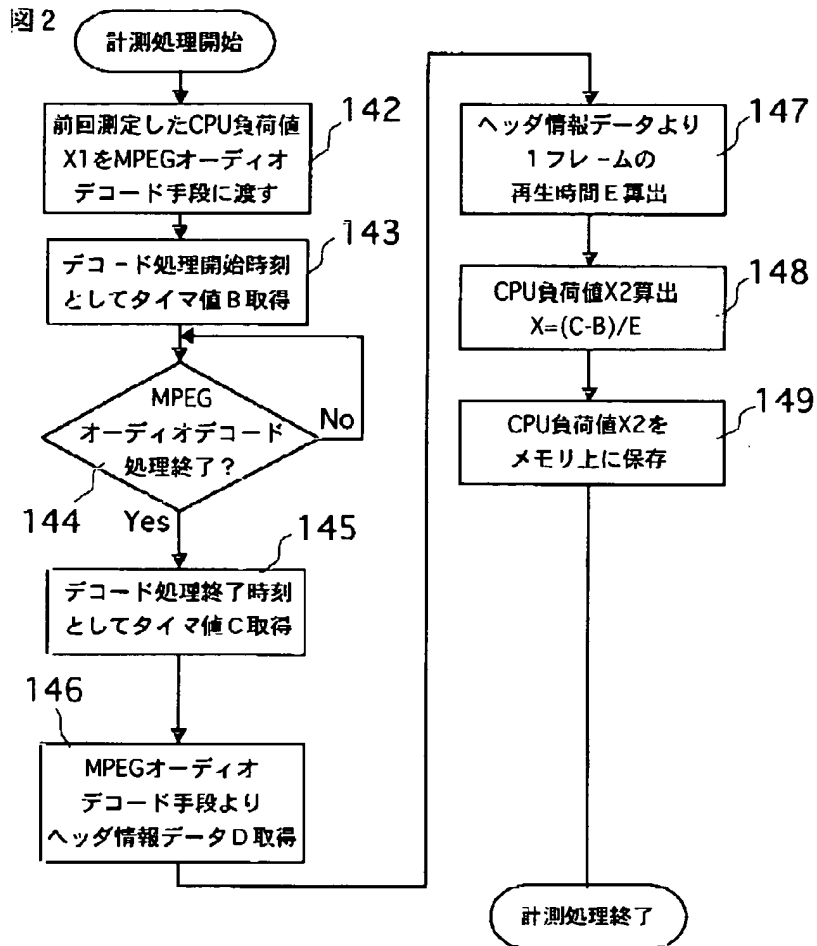 図2
計測処理開始
142
前回測定したCPU負荷値
X1をMPEGオーディオ
デコード手段に渡す
143
デコード処理開始時刻
としてタイマ値B取得
MPEG
オーディオデコード
処理終了?
No
144
Yes
145
デコード処理終了時刻
としてタイマ値C取得
146
MPEGオーディオ
デコード手段より
ヘッダ情報データD取得
147
ヘッダ情報データより
1フレームの
再生時間E算出
148
CPU負荷値X2算出
X=(C-B)/E
149
CPU負荷値X2を
メモリ上に保存
計測処理終了